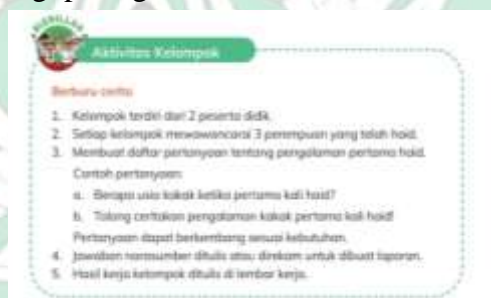 Aktivitas Kelompok
Berburu cerita
1. Kelompok terdiri dari 2 peserta didik.
2. Setiap kelompok mewawancarai 3 perempuan yang telah haid.
3. Membuat daftar pertanyaan tentang pengalaman pertama haid.
Contoh pertanyaan:
a. Berapa usia kakak ketika pertama kali haid?
b. Tolong ceritakan pengalaman kakak pertama kali haid!
Pertanyaan dapat berkembang sesuai kebutuhan.
4. Jawaban narasumber ditulis atau direkam untuk dibuat laporan.
5. Hasil kerja kelompok ditulis di lembar kerja.